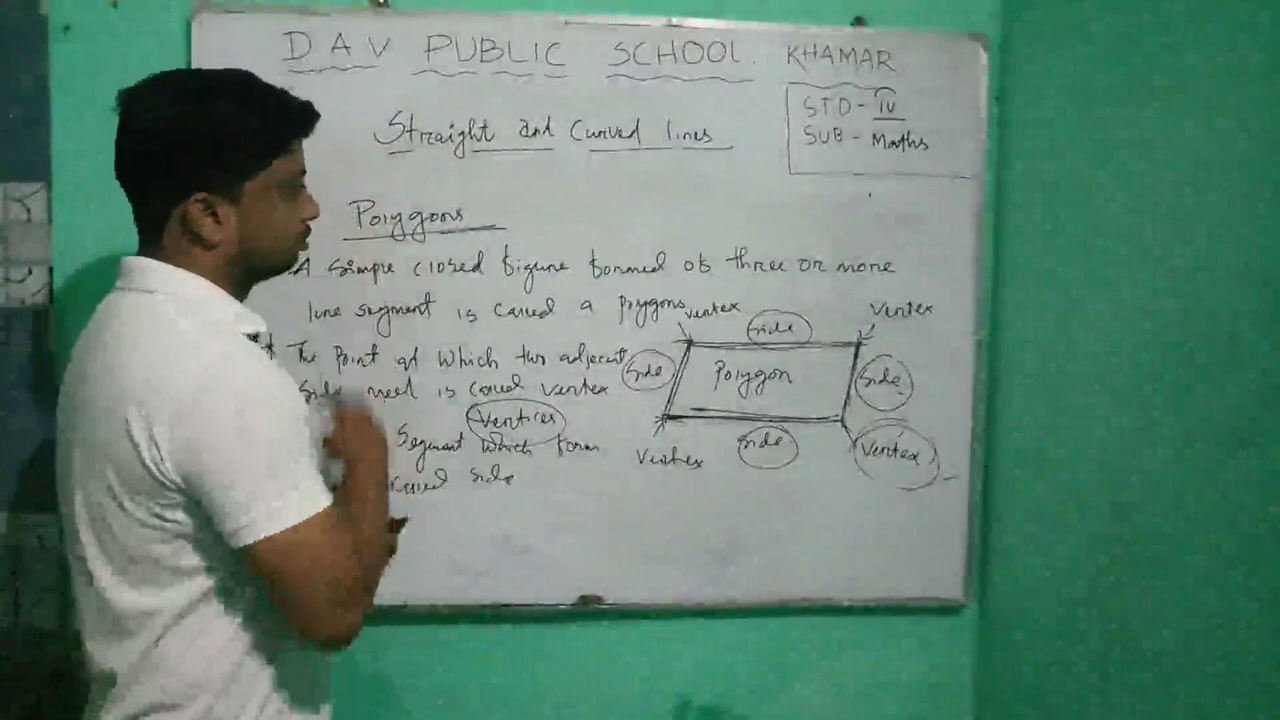 DAV PUBLIC SCHOOL. KHAMAR
STD - IV
SUB - Maths
Straight and Curved lines
Polygons
A simple closed figure formed of three or more
line segment is called a Polygons
The point at which two adjacent
side meet is called vertex
Vertices
Segment which form
called side
Vertex
Vertex
side
side
Polygon
side
side
Vertex
Vertex